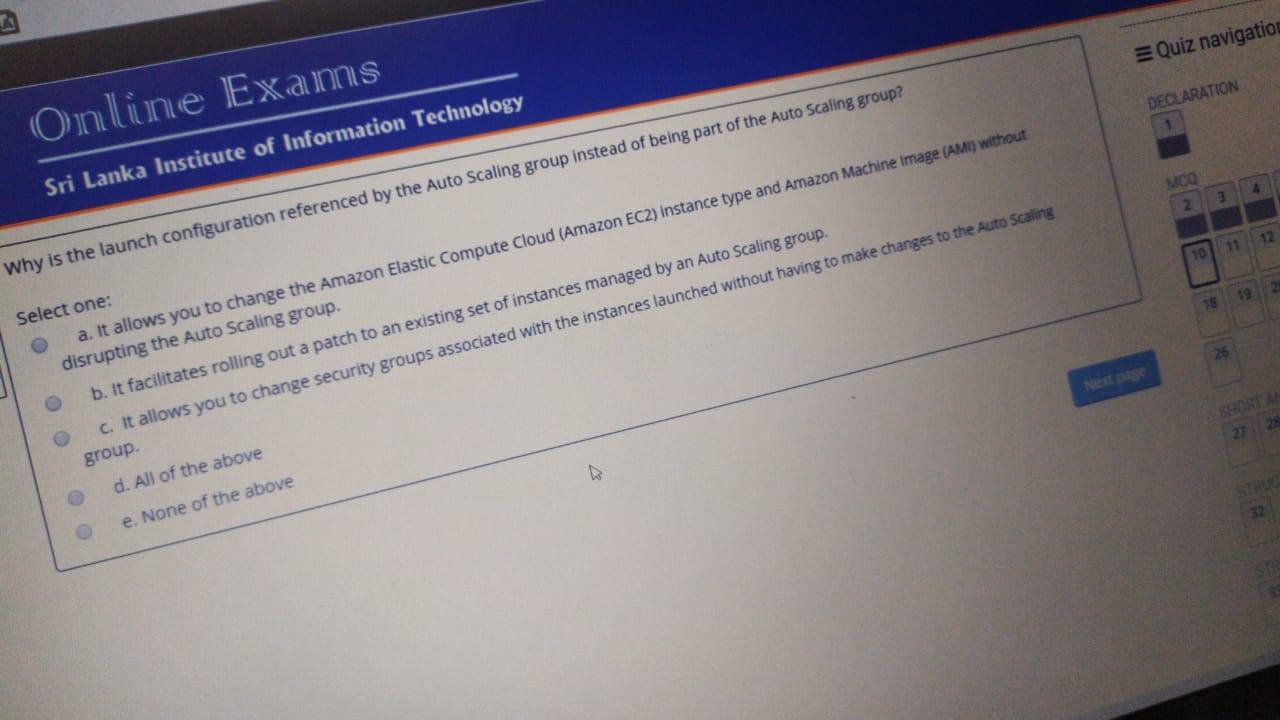 Online Exams
Sri Lanka Institute of Information Technology
Why is the launch configuration referenced by the Auto Scaling group instead of being part of the Auto Scaling group?
Select one:
a. It allows you to change the Amazon Elastic Compute Cloud (Amazon EC2) instance type and Amazon Machine Image (AMI) without
disrupting the Auto Scaling group.
b. It facilitates rolling out a patch to an existing set of instances managed by an Auto Scaling group.
c. It allows you to change security groups associated with the instances launched without having to make changes to the Auto Scaling
group.
d. All of the above
e. None of the above
Next page
Quiz navigation
DECLARATION
1
MCQ
2 3 4
10 11 12
18 19
26
SHORT
27
32